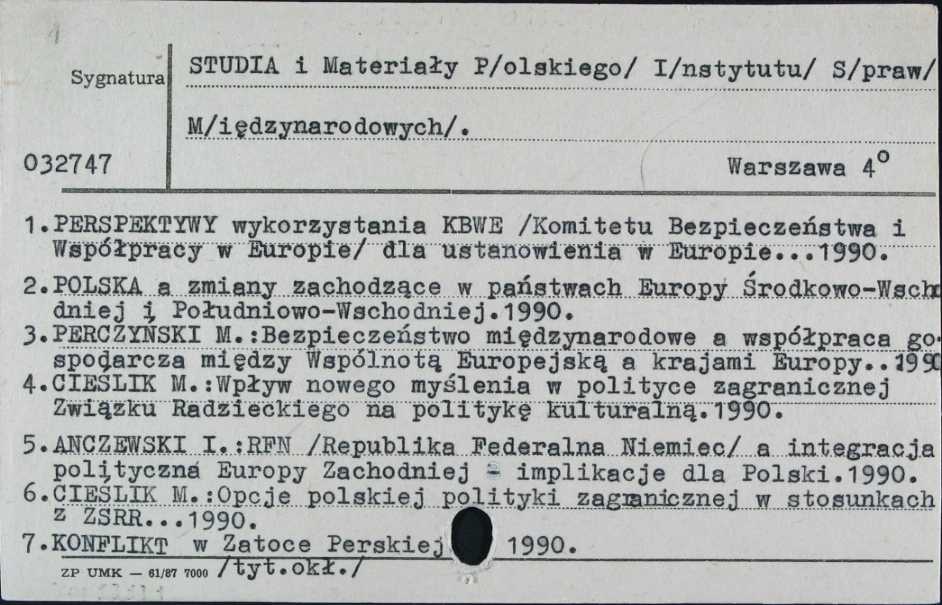 Sygnatura
STUDIA i Materiały P/olskiego/ I/nstytutu/ S/praw/
M/iędzynarodowych/.
032747
Warszawa 4°
1.PERSPEKTYWY wykorzystania KBWE /Komitetu Bezpieczeństwa i
Współpracy w Europie/ dla ustanowienia w Europie...1990.
2.POLSKA a zmiany zachodzące w państwach Europy Środkowo-Wscho
dniej i Południowo-Wschodniej.1990.
3.PERCZYŃSKI M.:Bezpieczeństwo międzynarodowe a współpraca go-
spodarcza między Wspólnotą Europejską a krajami Europy..1990
4.CIEŚLIK M.:Wpływ nowego myślenia w polityce zagranicznej
Związku Radzieckiego na politykę kulturalną.1990.
5.ANCZEWSKI I.:RFN /Republika Federalna Niemiec/ a integracja
polityczna Europy Zachodniej - implikacje dla Polski.1990.
6.CIEŚLIK M.:Opcje polskiej polityki zagranicznej w stosunkach
z ZSRR...1990.
7.KONFLIKT w Zatoce Perskiej 1990.
ZP UMK — 61/87 7000 /tyt.okł./